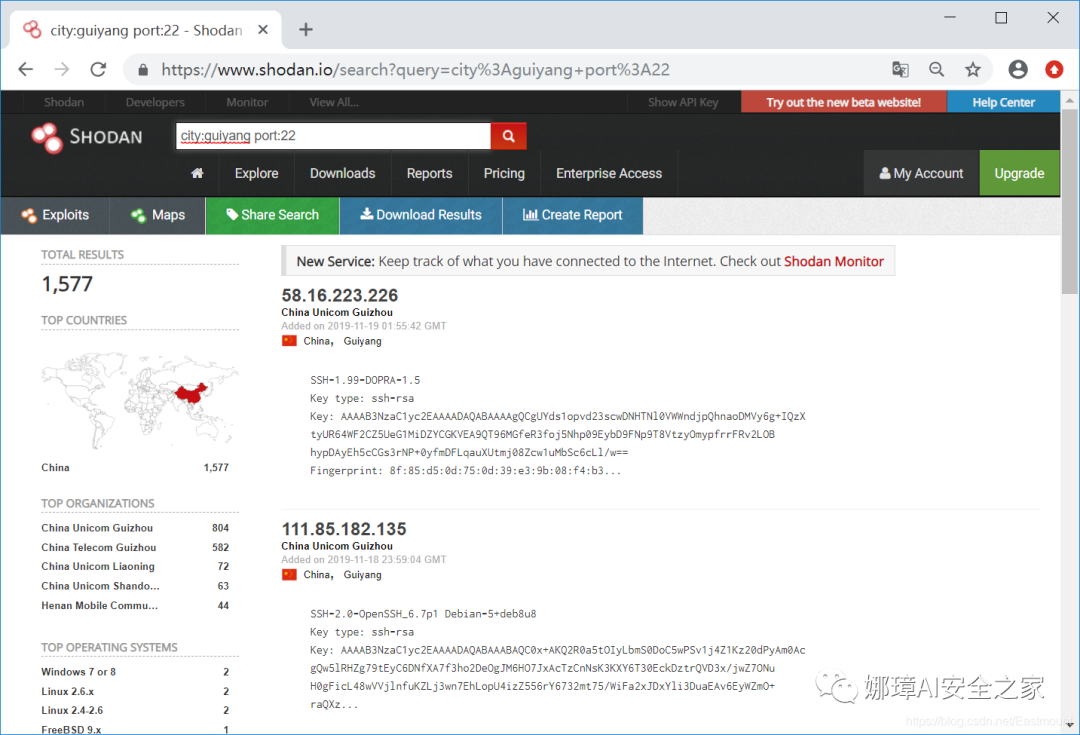 city:guiyang port:22 - Shodan
https://www.shodan.io/search?query=city%3Aguiyang+port%3A22
Shodan Developers Monitor View All... Show API Key Try out the new beta website! Help Center
SHODAN city:guiyang port:22
Explore Downloads Reports Pricing Enterprise Access My Account Upgrade
Exploits Maps Share Search Download Results Create Report
TOTAL RESULTS
1,577
TOP COUNTRIES
China 1,577
TOP ORGANIZATIONS
China Unicom Guizhou 804
China Telecom Guizhou 582
China Unicom Liaoning 72
China Unicom Shando... 63
Henan Mobile Commu... 44
TOP OPERATING SYSTEMS
Windows 7 or 8 2
Linux 2.6.x 2
Linux 2.4-2.6 2
FreeBSD 9.x 1
New Service: Keep track of what you have connected to the Internet. Check out Shodan Monitor
58.16.223.226
China Unicom Guizhou
Added on 2019-11-19 01:55:42 GMT
China, Guiyang
SSH-1.99-DOPRA-1.5
Key type: ssh-rsa
Key: AAAAB3NzaC1yc2EAAAADAQABAAAAgQCgUYds1opvd23scwDNHTNl0VWWndjpQhnaoDMVy6g+IQzX
tyUR64WF2CZ5UeG1MiDZYCGKVEA9QT96MGfeR3foj5Nhp09EybD9FNp9T8VtzyOmypfrrFRv2LOB
hypDAyEh5cCGs3rNP+0yfmDFLqauXUtmj08Zcw1uMbSc6cLl/w==
Fingerprint: 8f:85:d5:0d:75:0d:39:e3:9b:08:f4:b3...
111.85.182.135
China Unicom Guizhou
Added on 2019-11-18 23:59:04 GMT
China, Guiyang
SSH-2.0-OpenSSH_6.7p1 Debian-5+deb8u8
Key type: ssh-rsa
Key: AAAAB3NzaC1yc2EAAAADAQABAAABAQC0x+AKQ2R0a5tOIyLbmS0DoC5wPSv1j4Z1Kz20dPyAm0Ac
gQw5lRHZg79tEyC6DNfXA7f3ho2DeOgJM6HO7JxAcTzCnNsK3KXY6T30EckDztrQVD3x/jwZ7ONu
H0gFicL48wVVjlnfuKZLj3wn7EhLopU4izZ556rY6732mt75/WiFa2xJDxYli3DuaEAv6EyWZmO+
raQXz...
娜璋AI安全之家
https://blog.csdn.net/Eastmount